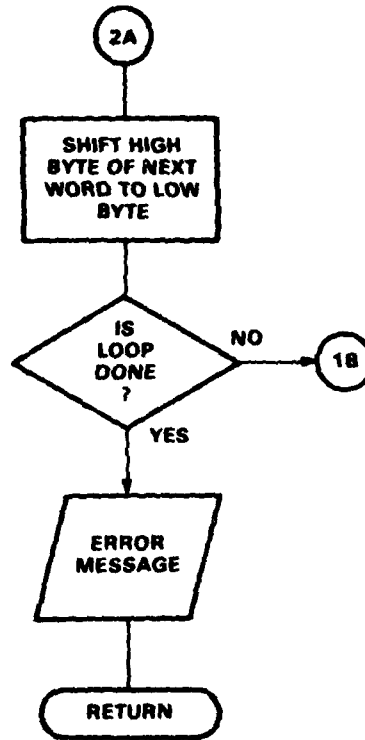 2A
SHIFT HIGH
BYTE OF NEXT
WORD TO LOW
BYTE
IS
LOOP
DONE
?
NO
1B
YES
ERROR
MESSAGE
RETURN